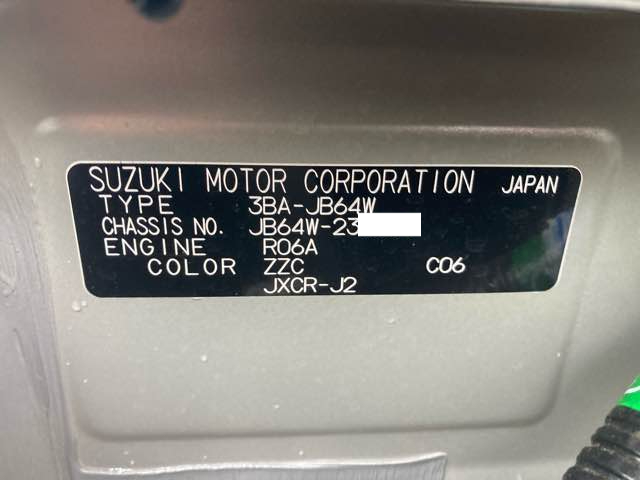 SUZUKI MOTOR CORPORATION JAPAN
TYPE 3BA-JB64W
CHASSIS NO. JB64W-23
ENGINE R06A
COLOR ZZC C06
JXCR-J2